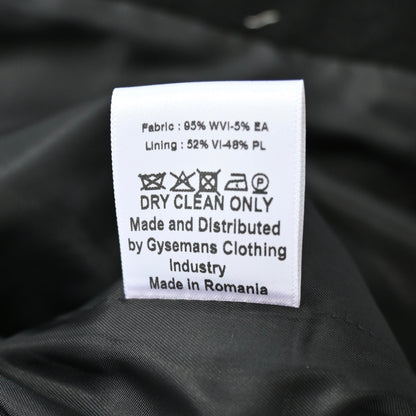 Fabric : 95% WVI-5% EA
Lining : 52% VI-48% PL
DRY CLEAN ONLY
Made and Distributed
by Gysemans Clothing
Industry
Made in Romania